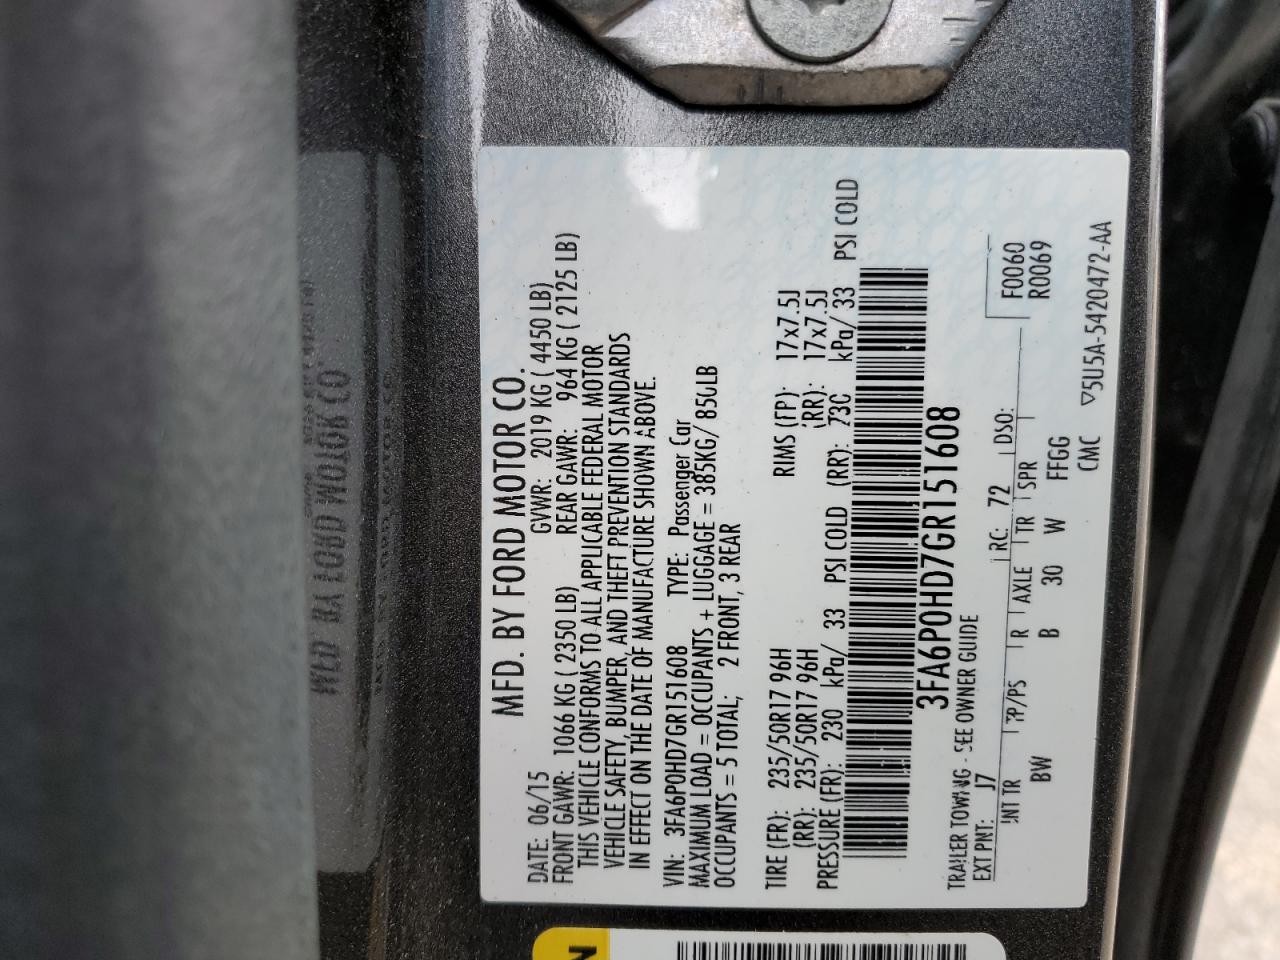 MFD. BY FORD MOTOR CO.
DATE: 06/15 GVWR: 2019 KG ( 4450 LB)
FRONT GAWR: 1066 KG ( 2350 LB) REAR GAWR: 964 KG ( 2125 LB)
THIS VEHICLE CONFORMS TO ALL APPLICABLE FEDERAL MOTOR
VEHICLE SAFETY, BUMPER, AND THEFT PREVENTION STANDARDS
IN EFFECT ON THE DATE OF MANUFACTURE SHOWN ABOVE.
VIN: 3FA6P0HD7GR151608 TYPE: Passenger Car
MAXIMUM LOAD = OCCUPANTS + LUGGAGE = 385KG/ 850LB
OCCUPANTS = 5 TOTAL; 2 FRONT, 3 REAR
TIRE (FR): 235/50R17 96H RIMS (FP): 17x7.5J
(RR): 235/50R17 96H (RR): 17x7.5J
PRESSURE (FR): 230 kPa/ 33 PSI COLD (RR): 230 kPa/ 33 PSI COLD
3FA6P0HD7GR151608
TRAILER TOWING - SEE OWNER GUIDE
EXT PNT: J7 RC: 72 DSO: F0060
R0069
INT TR TP/PS R AXLE TR SPR
BW B 30 W FFGG
CMC
▽5U5A-5420472-AA